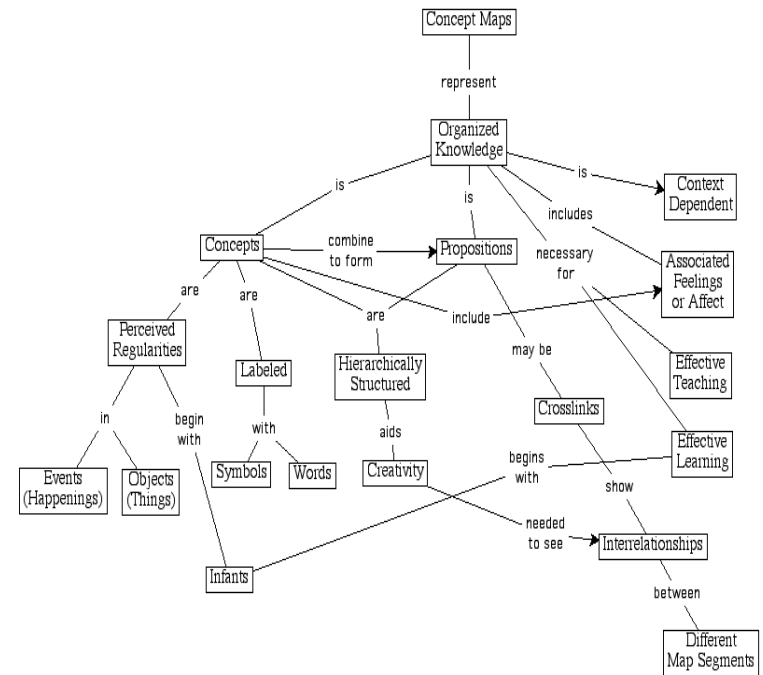 Concept Maps
represent
Organized
Knowledge
is
is
is
Context
Dependent
includes
Concepts
combine
to form
Propositions
necessary
for
Associated
Feelings
or Affect
are
are
are
include
Perceived
Regularities
may be
Labeled
Hierarchically
Structured
Effective
Teaching
in
begin
with
with
aids
Crosslinks
Effective
Learning
Events
(Happenings)
Objects
(Things)
Symbols
Words
Creativity
begins
with
show
needed
to see
Interrelationships
Infants
between
Different
Map Segments